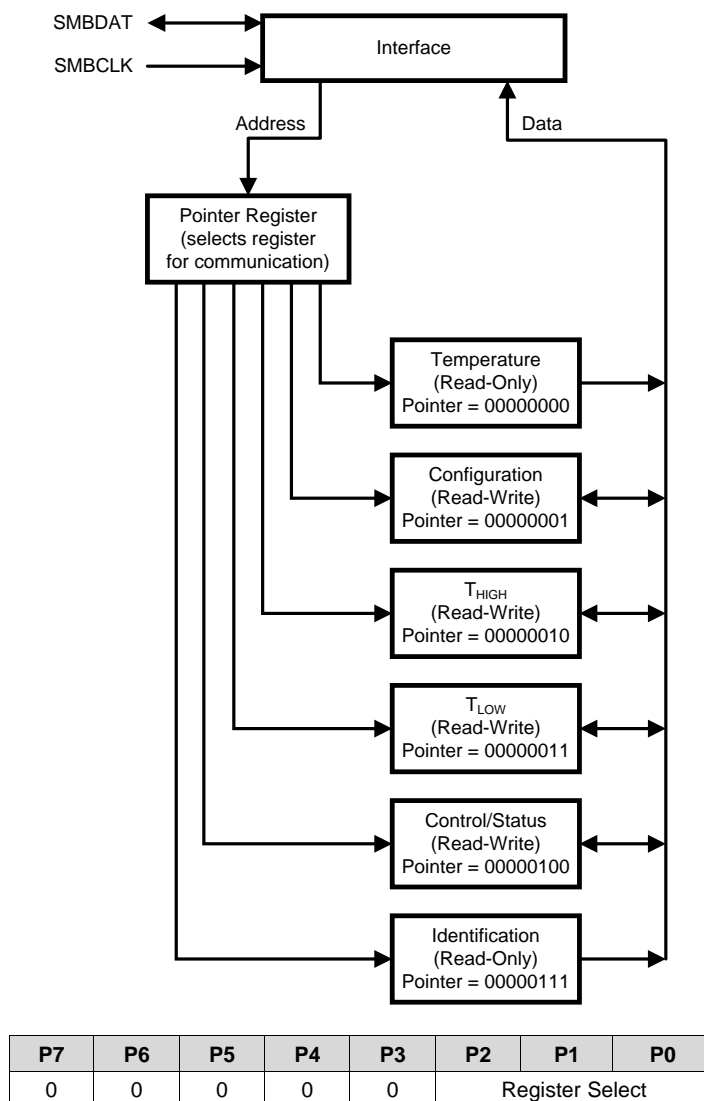 SMBDAT
SMBCLK
Interface
Address
Data
Pointer Register
(selects register
for communication)
Temperature
(Read-Only)
Pointer = 00000000
Configuration
(Read-Write)
Pointer = 00000001
THIGH
(Read-Write)
Pointer = 00000010
TLOW
(Read-Write)
Pointer = 00000011
Control/Status
(Read-Write)
Pointer = 00000100
Identification
(Read-Only)
Pointer = 00000111
P7 P6 P5 P4 P3 P2 P1 P0
0 0 0 0 0 Register Select